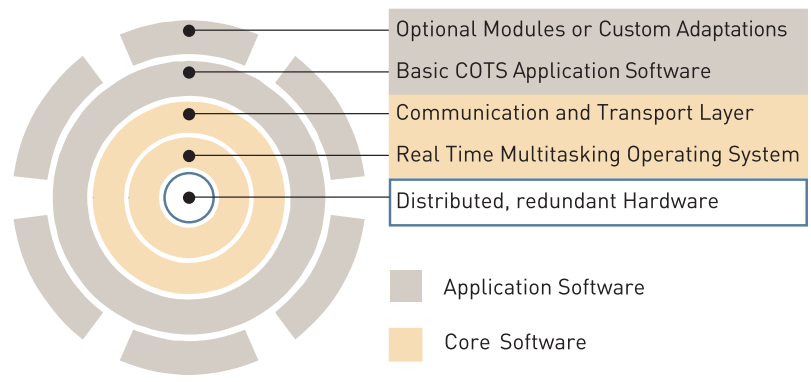 Optional Modules or Custom Adaptations
Basic COTS Application Software
Communication and Transport Layer
Real Time Multitasking Operating System
Distributed, redundant Hardware
Application Software
Core Software